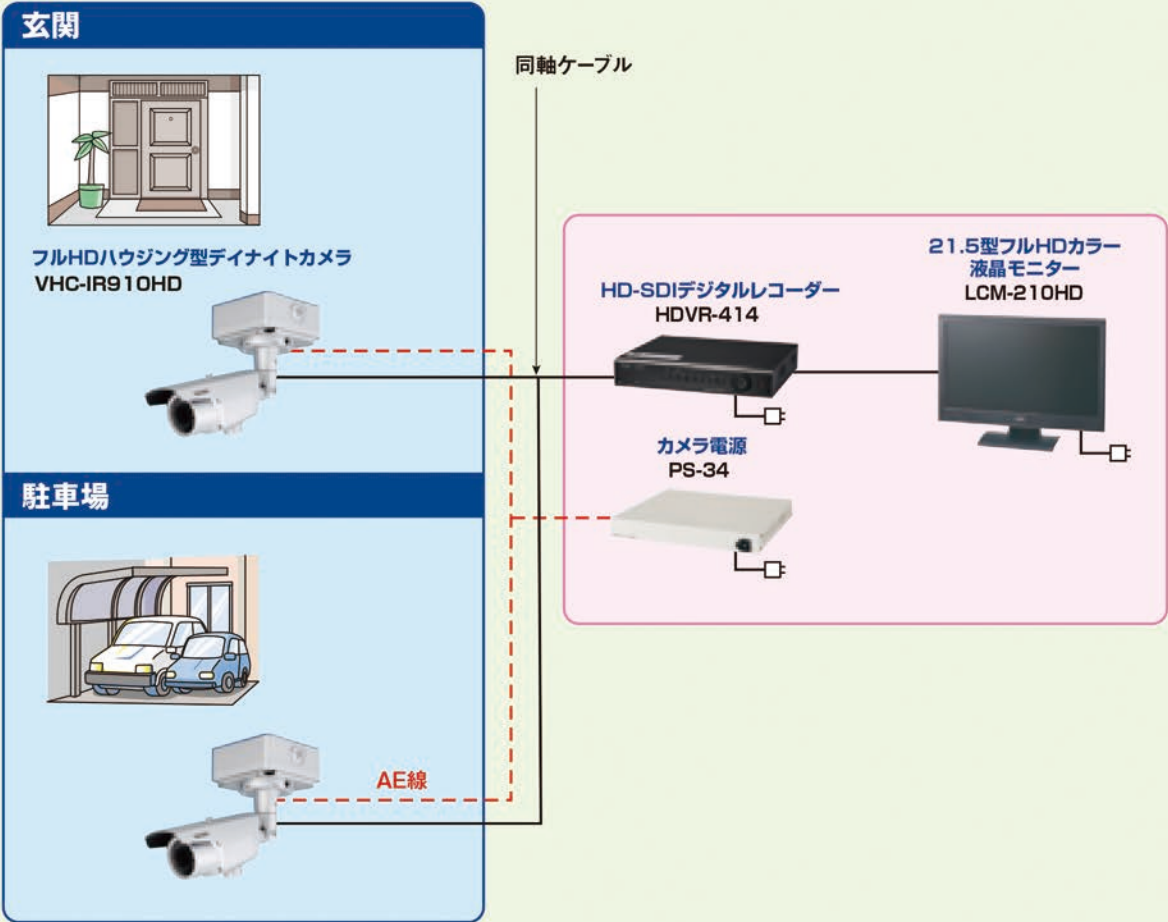 玄関
同軸ケーブル
フルHDハウジング型デイナイトカメラ
VHC-IR910HD
HD-SDIデジタルレコーダー
HDVR-414
21.5型フルHDカラー
液晶モニター
LCM-210HD
カメラ電源
PS-34
駐車場
AE線